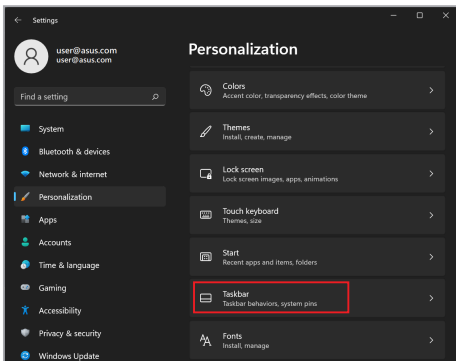 Settings
user@asus.com
user@asus.com
Find a setting
System
Bluetooth & devices
Network & internet
Personalization
Apps
Accounts
Time & language
Gaming
Accessibility
Privacy & security
Windows Update
Personalization
Colors
Accent color, transparency effects, color theme
Themes
Install, create, manage
Lock screen
Lock screen images, apps, animations
Touch keyboard
Themes, size
Start
Recent apps and items, folders
Taskbar
Taskbar behaviors, system pins
Fonts
Install, manage